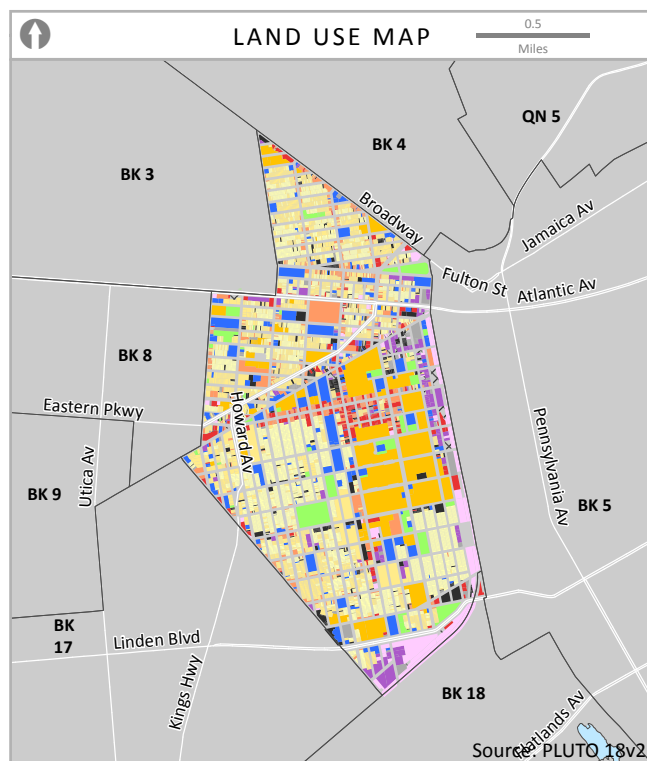 LAND USE MAP
0.5
Miles
QN 5
BK 4
BK 3
Broadway
Jamaica Av
Fulton St
Atlantic Av
BK 8
Eastern Pkwy
Howard Av
Utica Av
Pennsylvania Av
BK 9
BK 5
BK
17
Linden Blvd
Kings Hwy
BK 18
Flatlands Av
Source: PLUTO 18v2